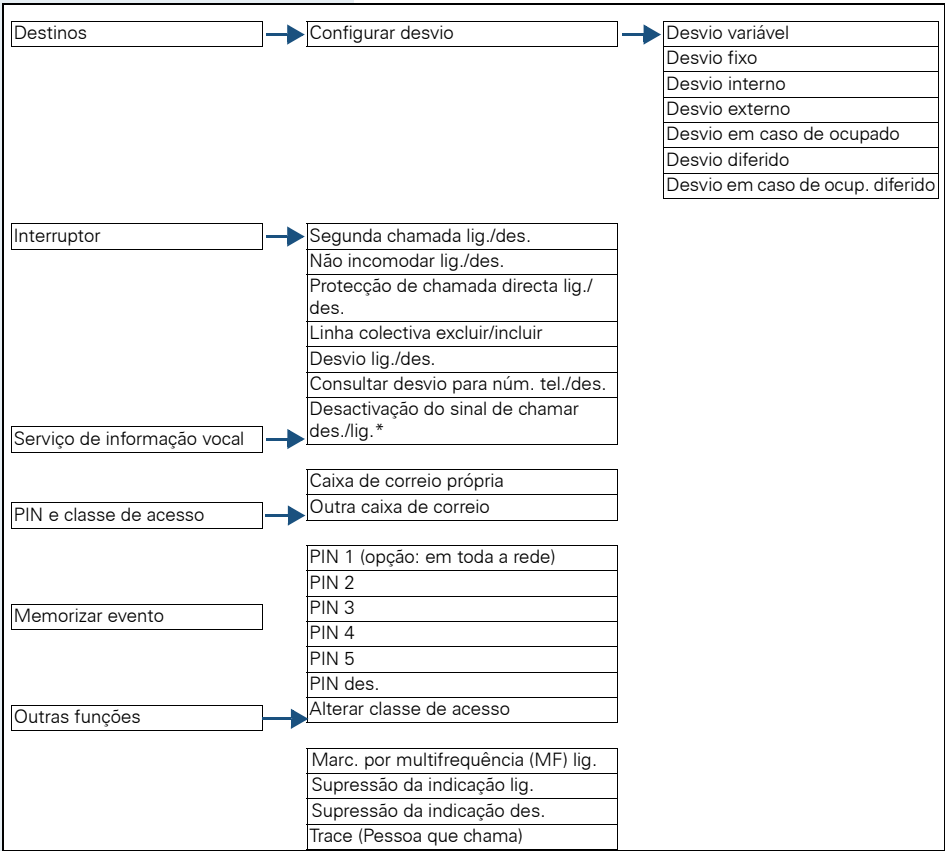 Destinos
Configurar desvio
Desvio variável
Desvio fixo
Desvio interno
Desvio externo
Desvio em caso de ocupado
Desvio diferido
Desvio em caso de ocup. diferido
Interruptor
Segunda chamada lig./des.
Não incomodar lig./des.
Protecção de chamada directa lig./
des.
Linha colectiva excluir/incluir
Desvio lig./des.
Consultar desvio para núm. tel./des.
Desactivação do sinal de chamar
des./lig.*
Serviço de informação vocal
Caixa de correio própria
Outra caixa de correio
PIN e classe de acesso
PIN 1 (opção: em toda a rede)
PIN 2
PIN 3
PIN 4
PIN 5
PIN des.
Alterar classe de acesso
Memorizar evento
Outras funções
Marc. por multifrequência (MF) lig.
Supressão da indicação lig.
Supressão da indicação des.
Trace (Pessoa que chama)